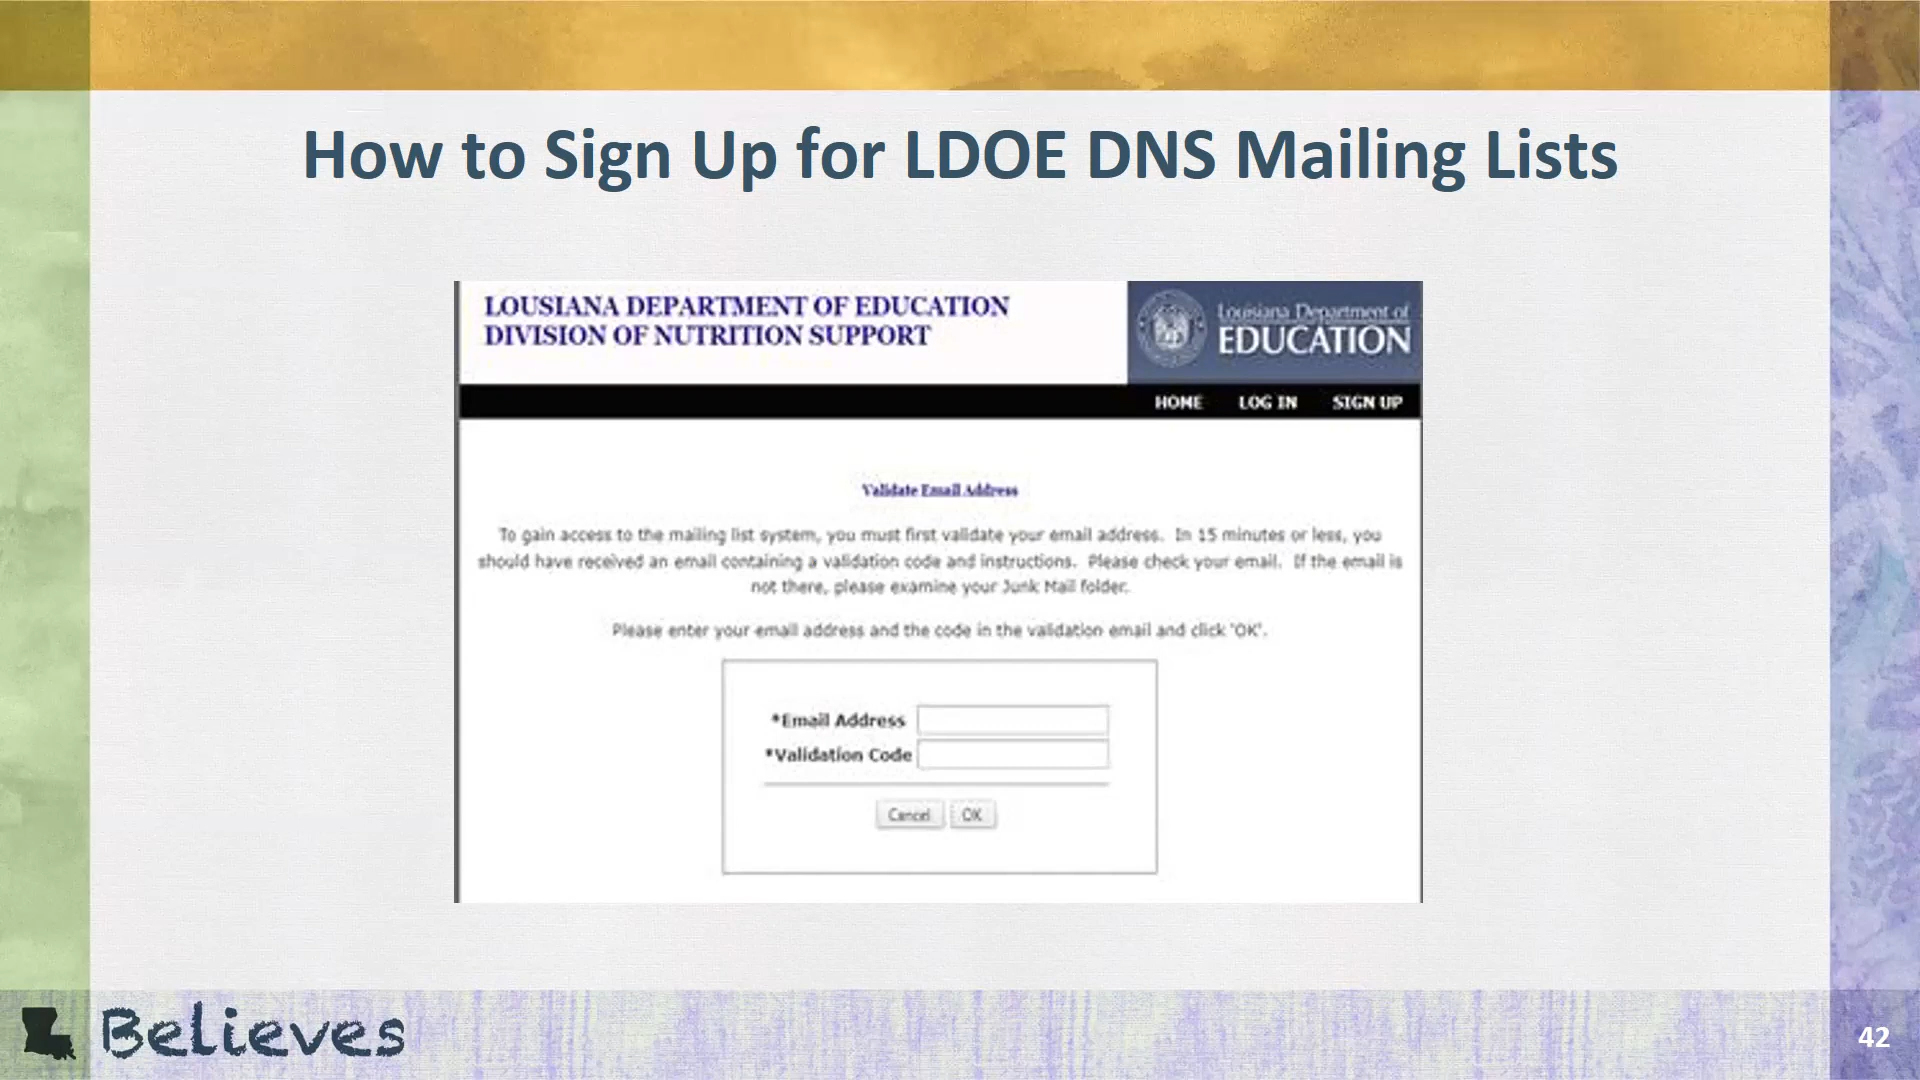 How to Sign Up for LDOE DNS Mailing Lists
LOUSIANA DEPARTMENT OF EDUCATION
DIVISION OF NUTRITION SUPPORT
Louisiana Department of
EDUCATION
HOME LOG IN SIGN UP
Validate Email Address
To gain access to the mailing list system, you must first validate your email address. In 15 minutes or less, you
should have received an email containing a validation code and instructions. Please check your email. If the email is
not there, please examine your Junk Mail folder.
Please enter your email address and the code in the validation email and click 'OK'.
*Email Address
*Validation Code
Cancel OK
Believes
42